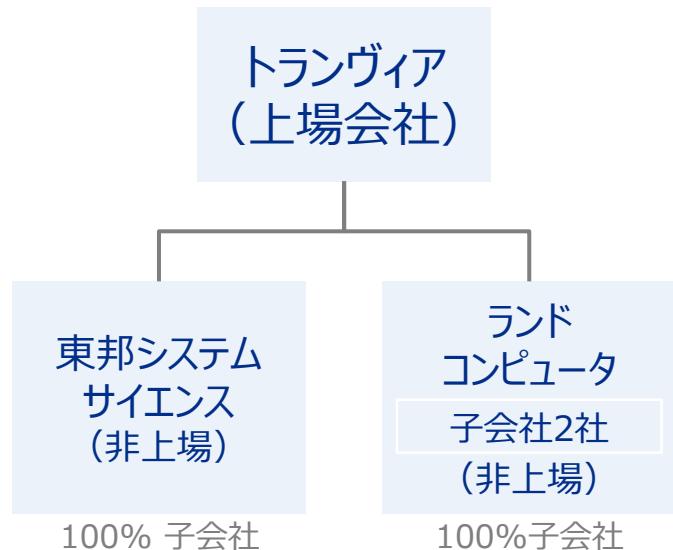 トランヴィア
（上場会社）
東邦システム
サイエンス
（非上場）
100% 子会社
ランド
コンピュータ
子会社2社
（非上場）
100%子会社